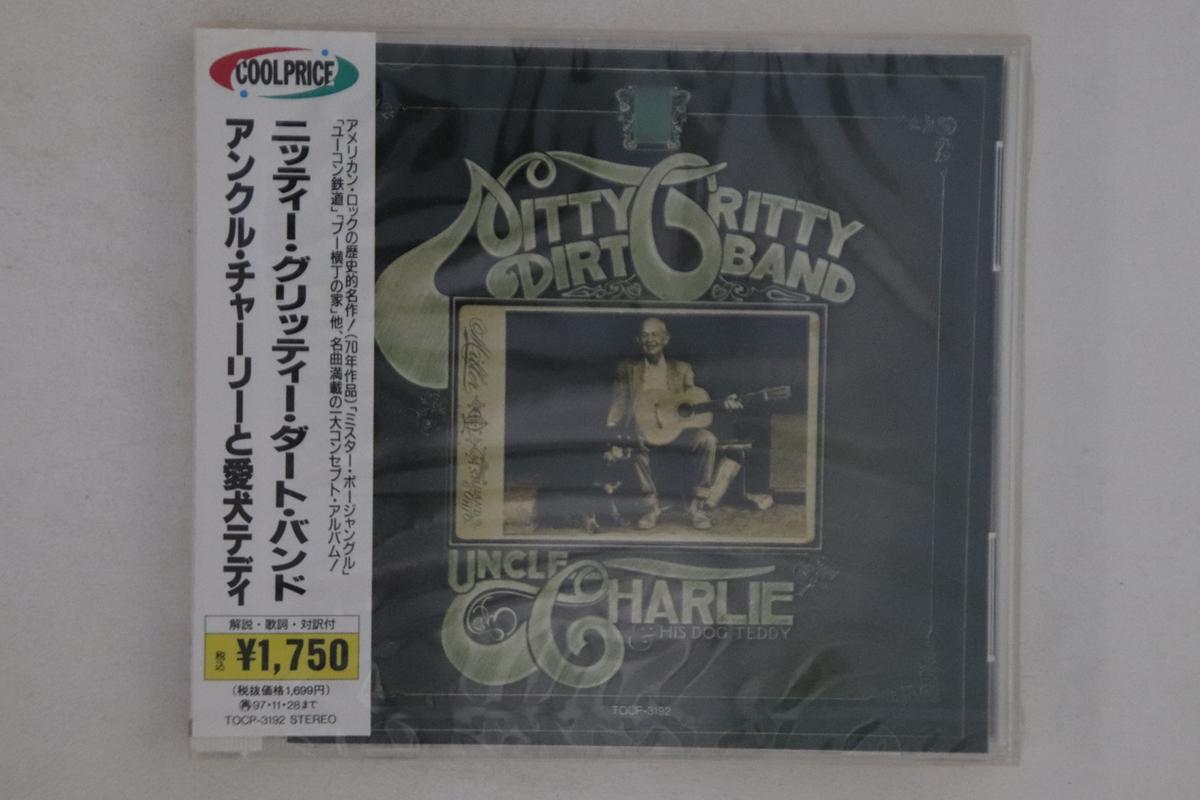 COOLPRICE
アメリカン・ロックの歴史的名作!(70年作品)「ミスター・ボージャングル」
「ユーコン鉄道」「プー横丁の家」他、名曲満載の一大コンセプト・アルバム!
ニッティー・グリッティー・ダート・バンド
アンクル・チャーリーと愛犬テディ
解説・歌詞・対訳付
税込 ¥1,750
(税抜価格1,699円)
再97・11・28まで
TOCP-3192 STEREO
NITTY GRITTY
DIRT BAND
Miller
UNCLE
CHARLIE
& HIS DOG TEDDY
TOCP-3192